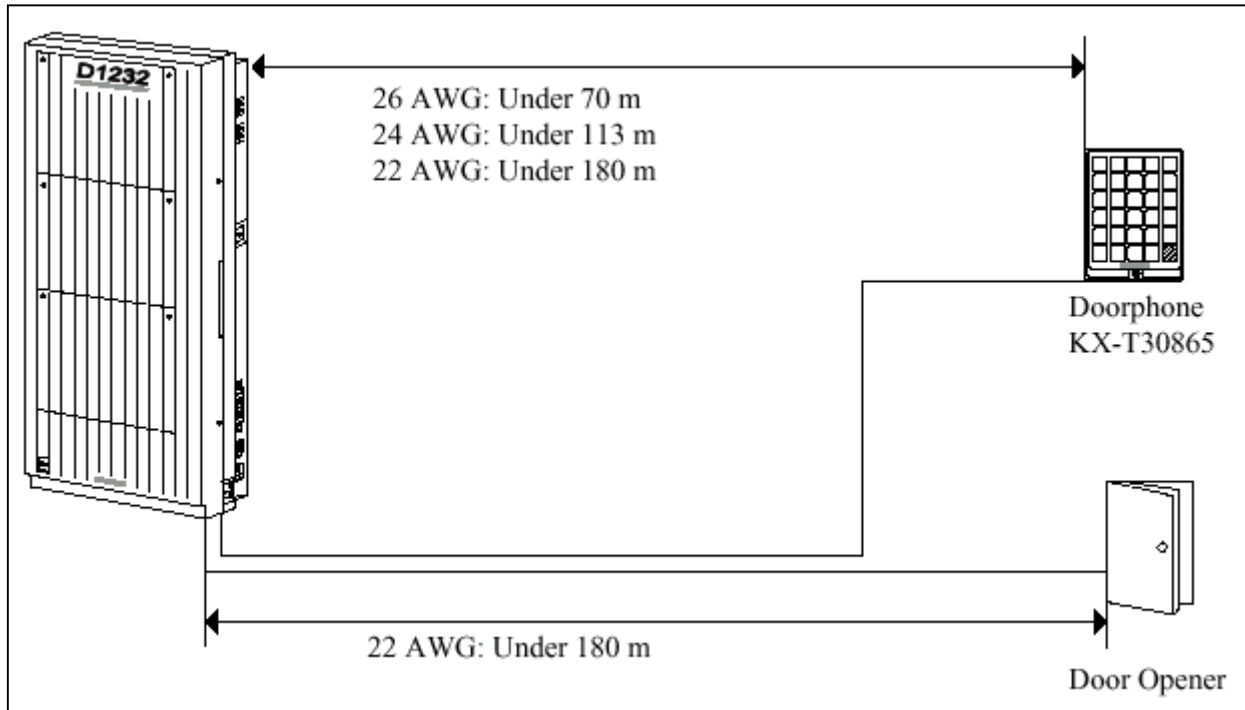 D1232
26 AWG: Under 70 m
24 AWG: Under 113 m
22 AWG: Under 180 m
Doorphone
KX-T30865
22 AWG: Under 180 m
Door Opener